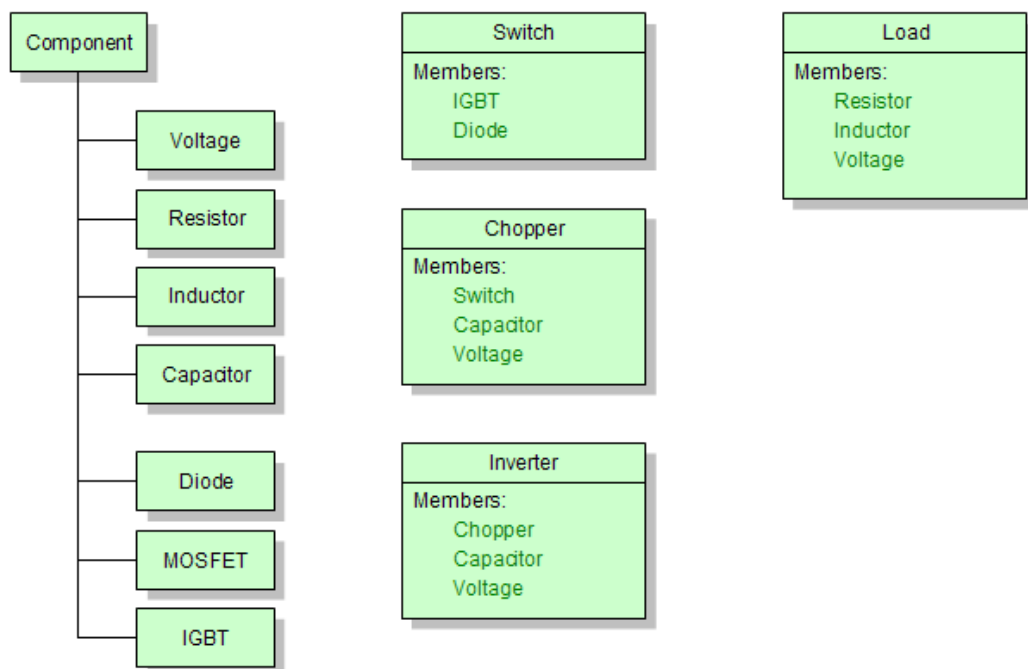 Component
Voltage
Resistor
Inductor
Capacitor
Diode
MOSFET
IGBT
Switch
Members:
IGBT
Diode
Chopper
Members:
Switch
Capacitor
Voltage
Inverter
Members:
Chopper
Capacitor
Voltage
Load
Members:
Resistor
Inductor
Voltage